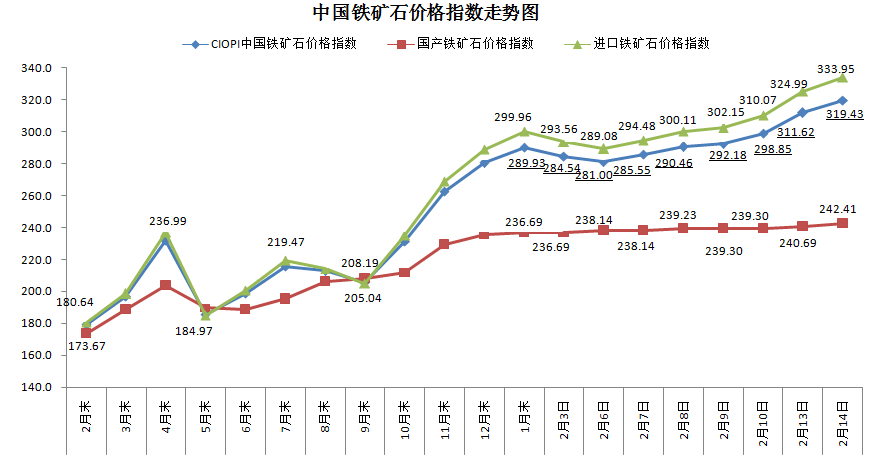 中国铁矿石价格指数走势图
CIOPI中国铁矿石价格指数 国产铁矿石价格指数 进口铁矿石价格指数
340.0
320.0
300.0
280.0
260.0
240.0
220.0
200.0
180.0
160.0
140.0
180.64
173.67
236.99
184.97
219.47
208.19
205.04
299.96
289.93
236.69
293.56
284.54
236.69
289.08
281.00
238.14
294.48
285.55
238.14
300.11
290.46
239.23
302.15
292.18
239.30
310.07
298.85
239.30
324.99
311.62
240.69
333.95
319.43
242.41
2月末
3月末
4月末
5月末
6月末
7月末
8月末
9月末
10月末
11月末
12月末
1月末
2月3日
2月6日
2月7日
2月8日
2月9日
2月10日
2月13日
2月14日